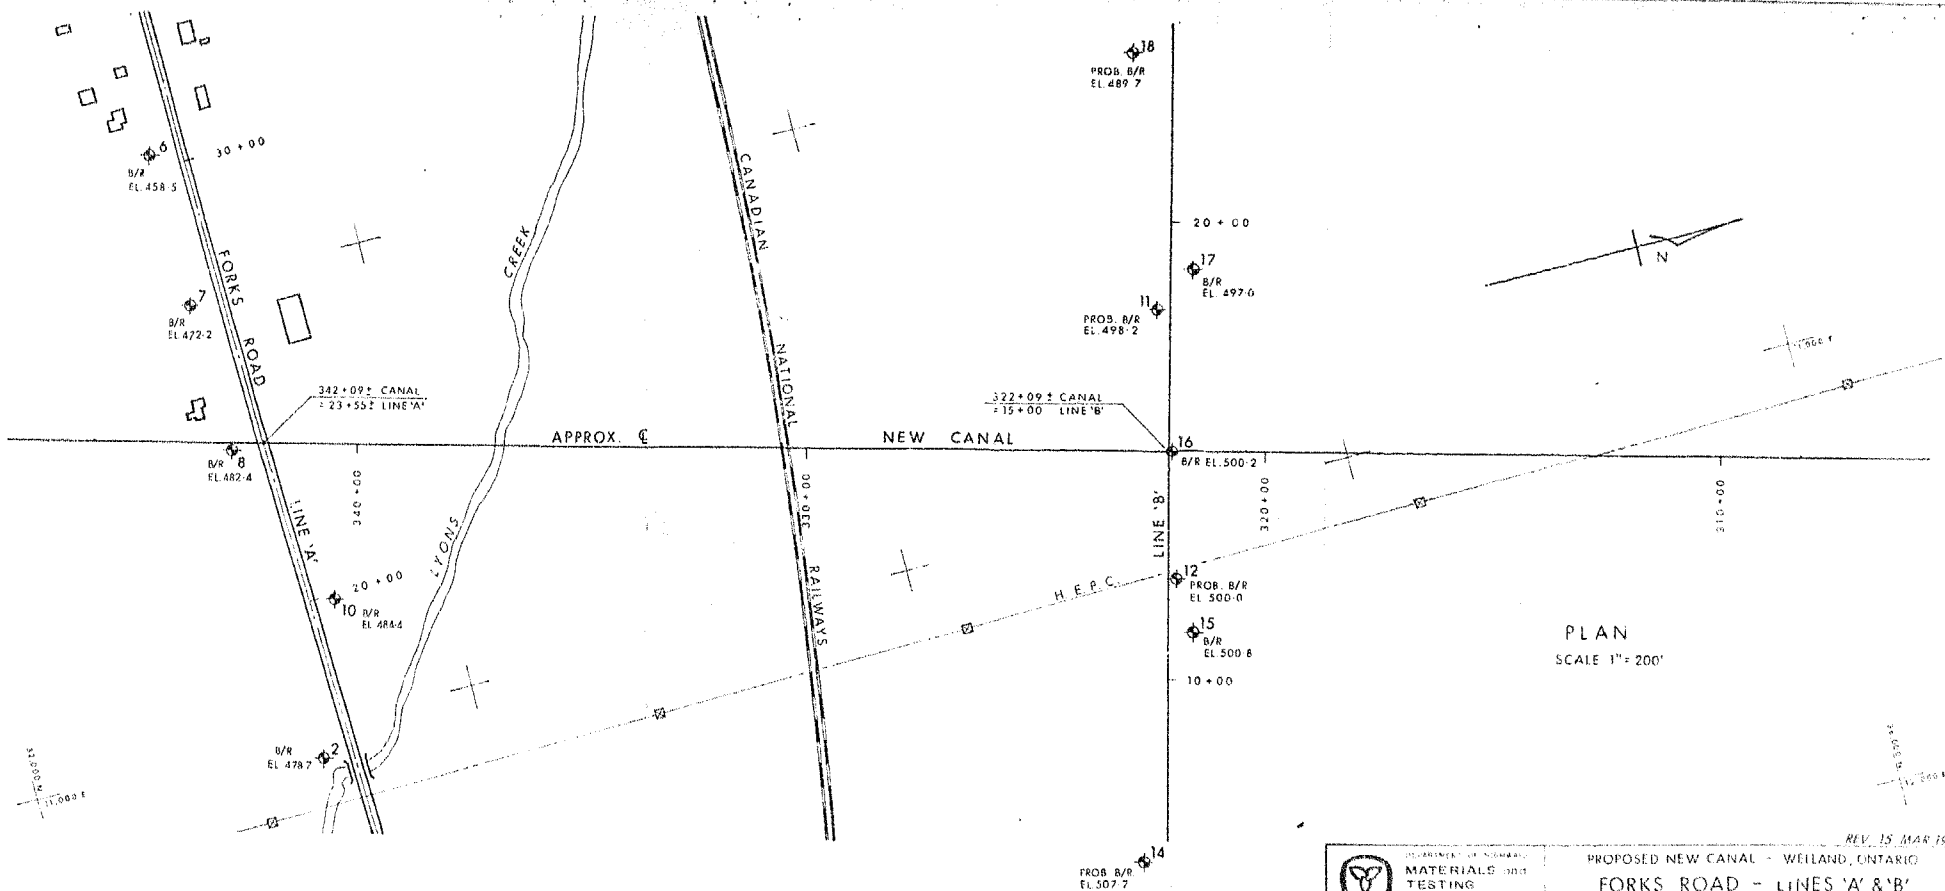 18
PROB. B/R
EL. 489·7
6
B/R
EL. 458·5
30 + 00
CANADIAN
NATIONAL
RAILWAYS
FORKS
ROAD
LINE 'A'
CREEK
LYONS
20 + 00
17
B/R
EL. 497·0
11
PROB. B/R
EL. 498·2
N
7
B/R
EL. 472·2
342 + 09 ± CANAL
= 23 + 55 ± LINE 'A'
322 + 09 ± CANAL
= 15 + 00 LINE 'B'
APPROX. ℄
NEW CANAL
16
B/R EL. 500·2
8
B/R
EL. 482·4
340 + 00
330 + 00
320 + 00
310 + 00
LINE 'B'
20 + 00
10 B/R
EL. 484·4
H. E. P. C.
12
PROB. B/R
EL. 500·0
15
B/R
EL. 500·8
10 + 00
PLAN
SCALE 1" = 200'
2
B/R
EL. 478·7
14
PROB B/R
EL. 507·7
REV. 15 MAR
MATERIALS and
TESTING
PROPOSED NEW CANAL - WELLAND, ONTARIO
FORKS ROAD - LINES 'A' & 'B'